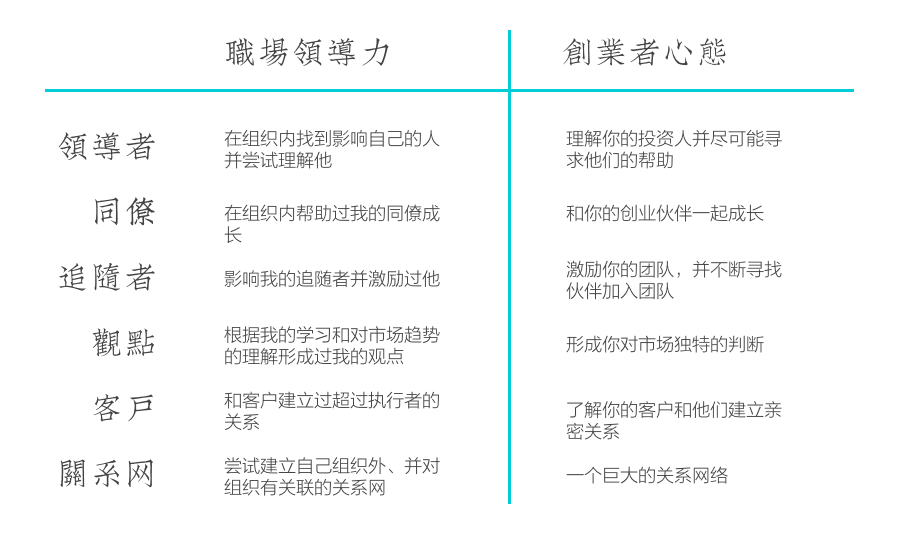 職場領導力
創業者心態
領導者
在组织内找到影响自己的人
并尝试理解他
理解你的投资人并尽可能寻
求他们的帮助
同僚
在组织内帮助过我的同僚成
长
和你的创业伙伴一起成长
追隨者
影响我的追随者并激励过他
激励你的团队，并不断寻找
伙伴加入团队
觀點
根据我的学习和对市场趋势
的理解形成过我的观点
形成你对市场独特的判断
客戶
和客户建立过超过执行者的
关系
了解你的客户和他们建立亲
密关系
關系网
尝试建立自己组织外、并对
组织有关联的关系网
一个巨大的关系网络